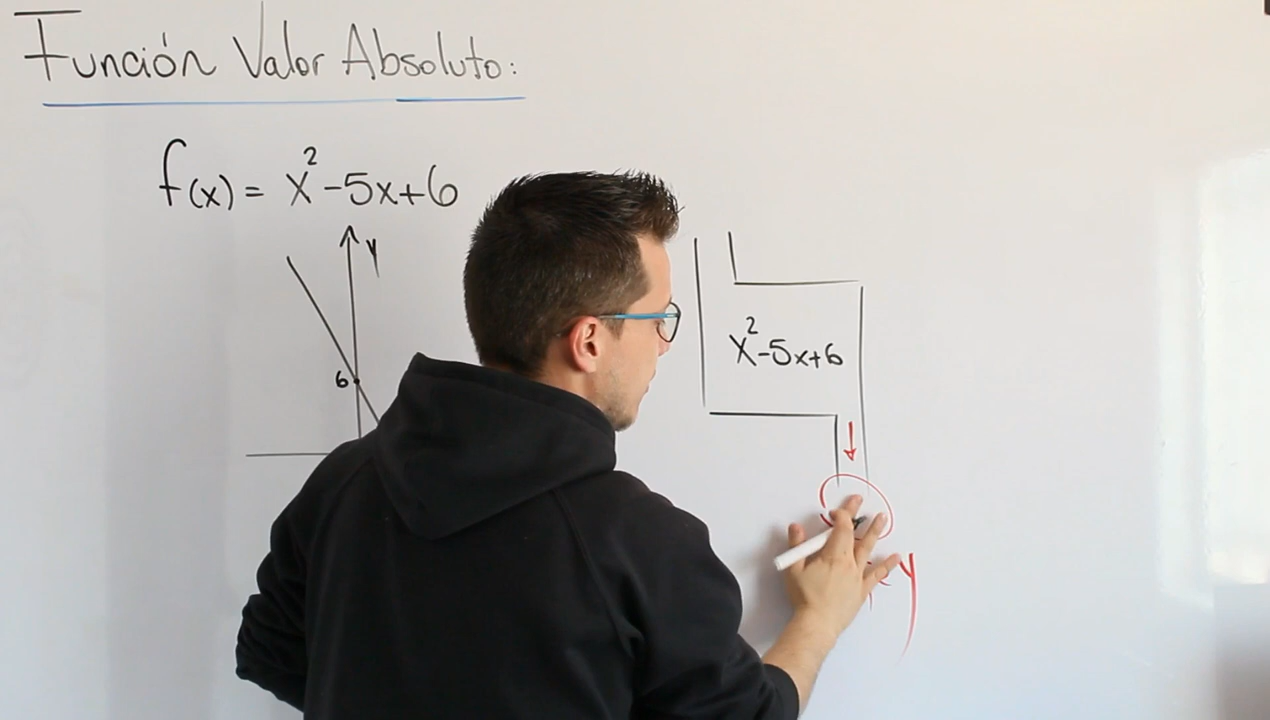 Función Valor Absoluto:
f(x) = x²-5x+6
y
6
x²-5x+6
y